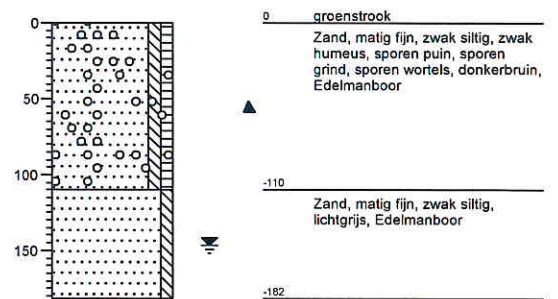 0
50
100
150
0 groenstrook
Zand, matig fijn, zwak siltig, zwak
humeus, sporen puin, sporen
grind, sporen wortels, donkerbruin,
Edelmanboor
-110
Zand, matig fijn, zwak siltig,
lichtgrijs, Edelmanboor
-182